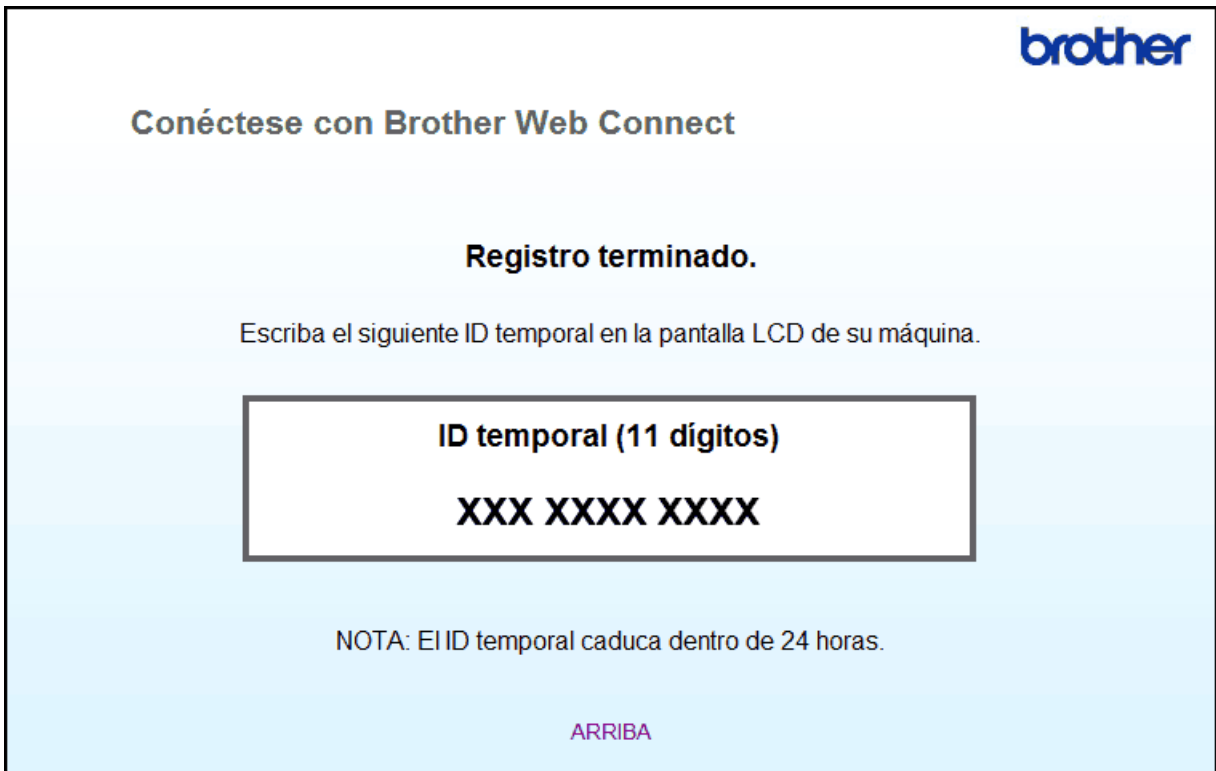 brother
Conéctese con Brother Web Connect
Registro terminado.
Escriba el siguiente ID temporal en la pantalla LCD de su máquina.
ID temporal (11 dígitos)
XXX XXXX XXXX
NOTA: El ID temporal caduca dentro de 24 horas.
ARRIBA